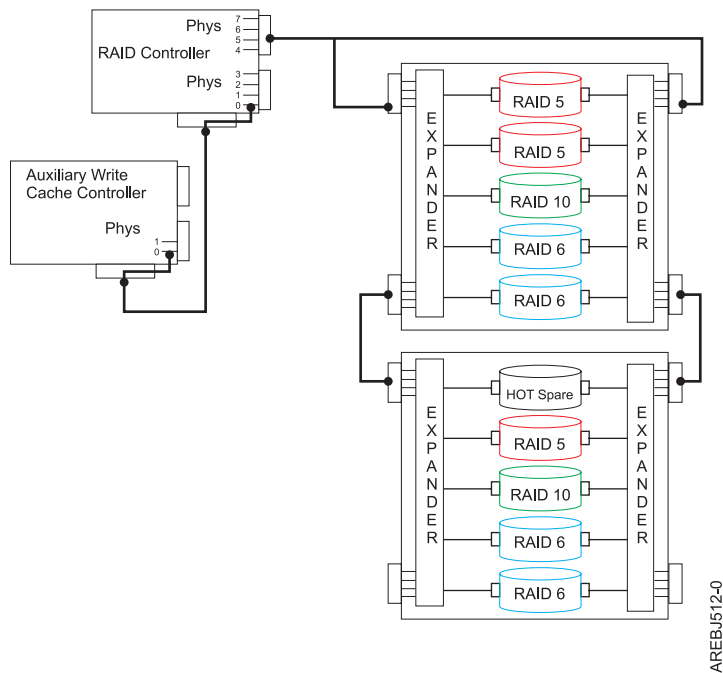 Phys
RAID Controller
7
6
5
4
Phys
3
2
1
0
Auxiliary Write
Cache Controller
Phys
1
0
EXPANDER
RAID 5
RAID 5
RAID 10
RAID 6
RAID 6
EXPANDER
EXPANDER
HOT Spare
RAID 5
RAID 10
RAID 6
RAID 6
EXPANDER
AREBJ512-0